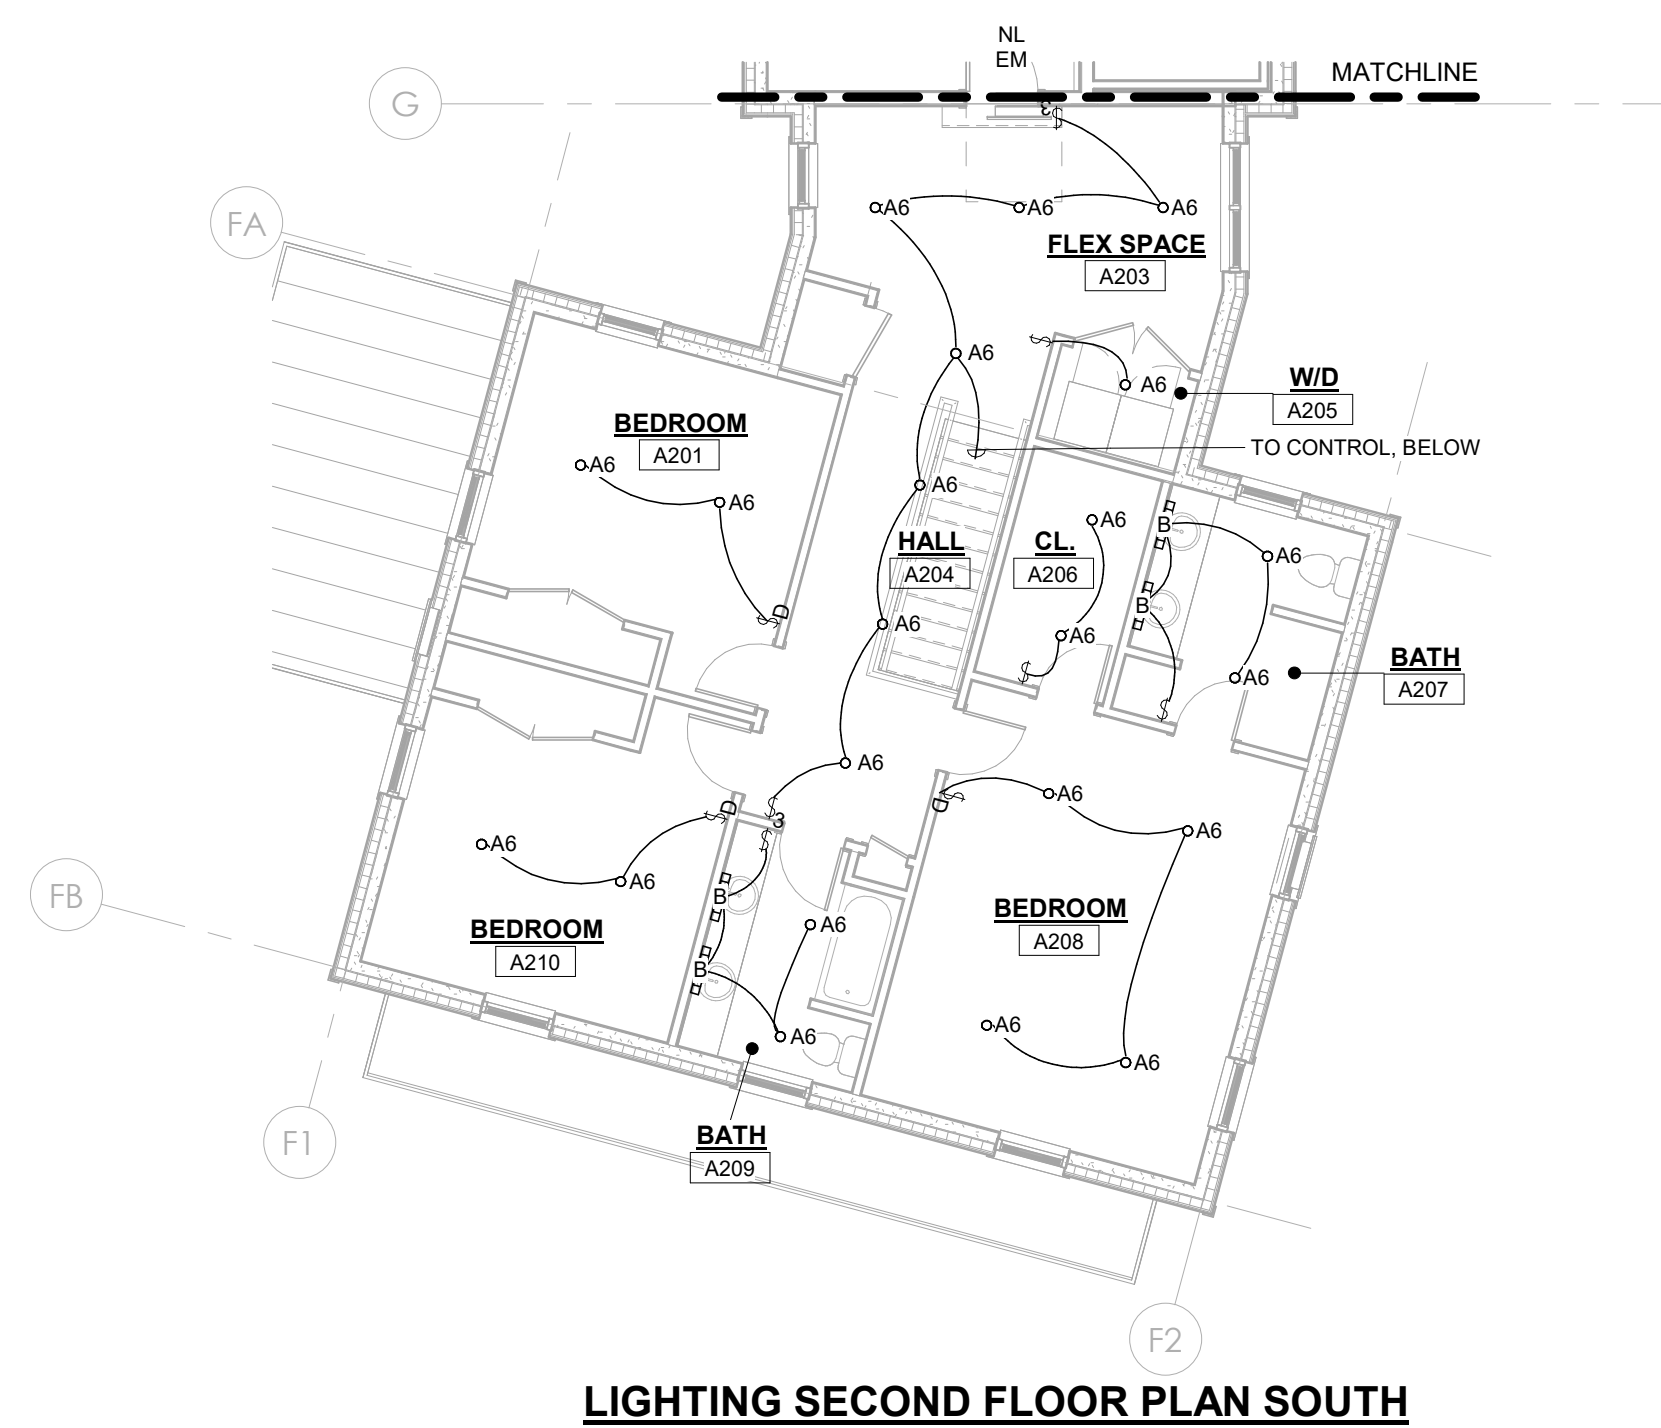 NL
EM
MATCHLINE
G
3
$
A6
A6
A6
FA
FLEX SPACE
A203
A6
$
A6
W/D
A205
BEDROOM
A201
TO CONTROL, BELOW
A6
A6
A6
A6
B
A6
HALL
A204
CL.
A206
B
$ D
A6
A6
$
BATH
A207
A6
$
A6
$ D
A6
D $
$
3
$
A6
A6
A6
B
FB
BEDROOM
A210
A6
BEDROOM
A208
B
A6
A6
A6
F1
BATH
A209
F2
LIGHTING SECOND FLOOR PLAN SOUTH